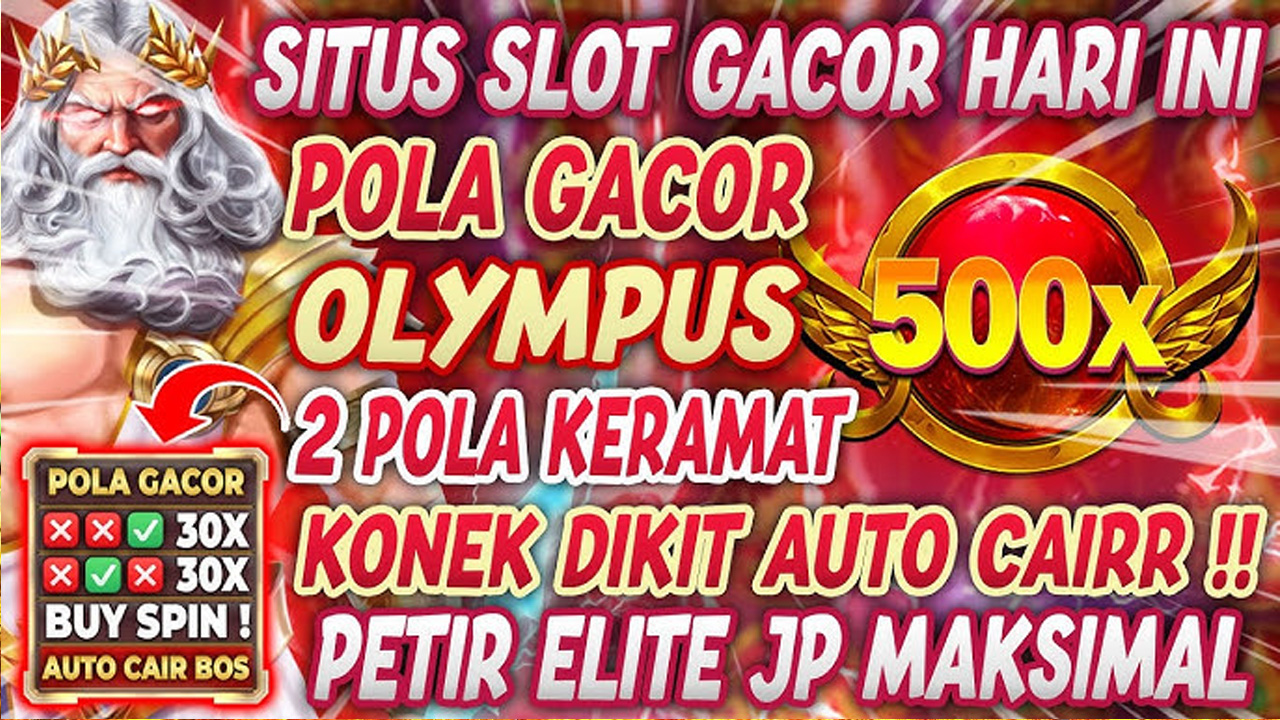 SITUS SLOT GACOR HARI INI
POLA GACOR
OLYMPUS
500x
2 POLA KERAMAT
KONEK DIKIT AUTO CAIRR !!
PETIR ELITE JP MAKSIMAL
POLA GACOR
❌ ❌ ✅ 30X
❌ ✅ ❌ 30X
BUY SPIN !
AUTO CAIR BOS